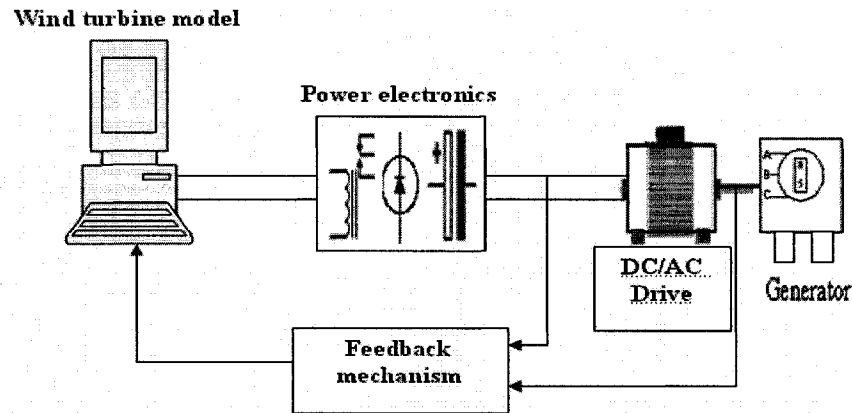 Wind turbine model
Power electronics
A
B
C
DC/AC
Drive
Generator
Feedback
mechanism